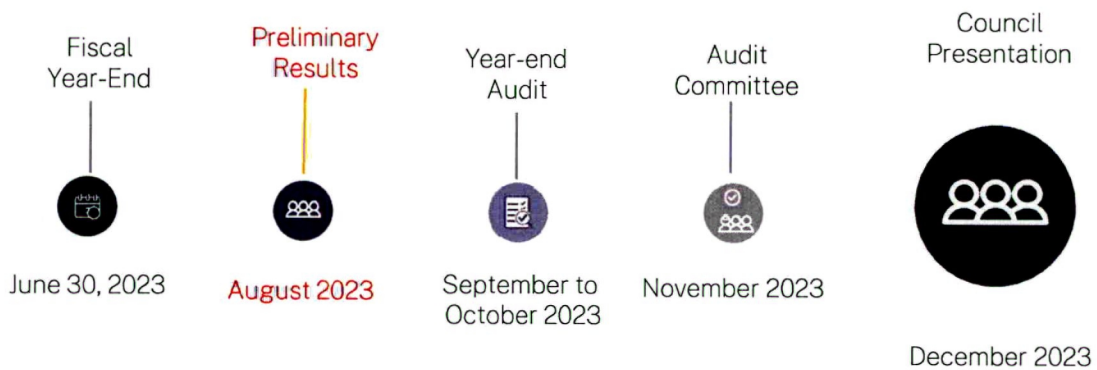 Fiscal
Year-End
June 30, 2023
Preliminary
Results
August 2023
Year-end
Audit
September to
October 2023
Audit
Committee
November 2023
Council
Presentation
December 2023